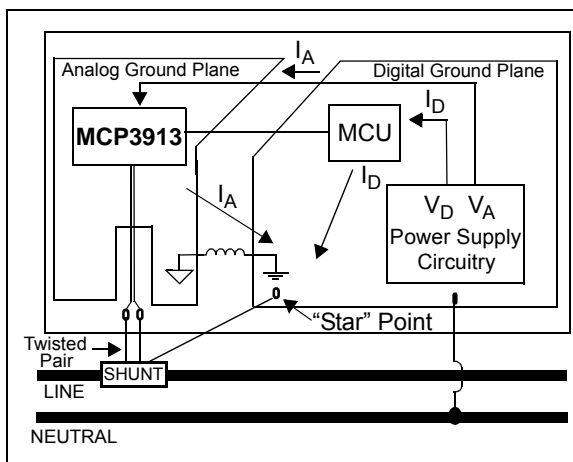 I_A
Analog Ground Plane
Digital Ground Plane
MCP3913
MCU
I_D
I_D
I_A
V_D V_A
Power Supply
Circuitry
"Star" Point
Twisted
Pair
SHUNT
LINE
NEUTRAL